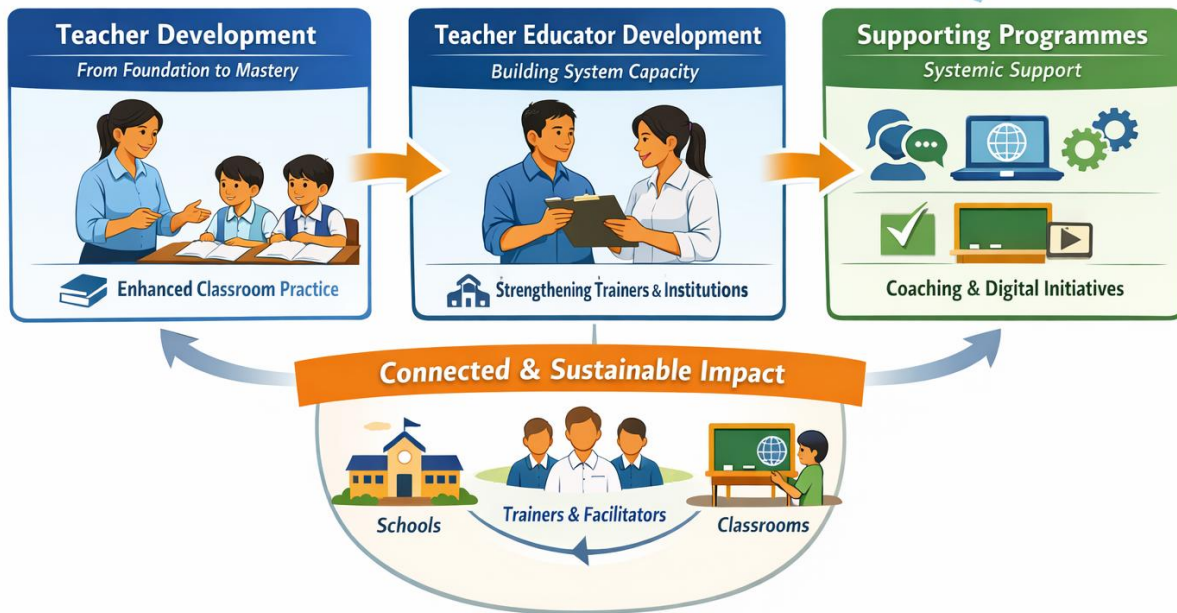 Teacher Development
From Foundation to Mastery
Enhanced Classroom Practice
Teacher Educator Development
Building System Capacity
Strengthening Trainers & Institutions
Supporting Programmes
Systemic Support
Coaching & Digital Initiatives
Connected & Sustainable Impact
Schools
Trainers & Facilitators
Classrooms